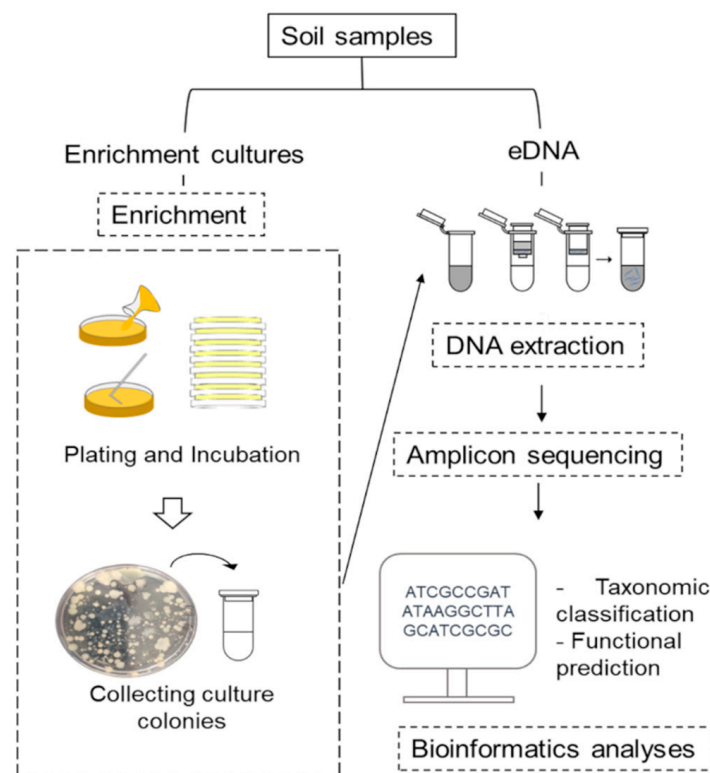 Soil samples
Enrichment cultures
Enrichment
Plating and Incubation
Collecting culture
colonies
eDNA
DNA extraction
Amplicon sequencing
ATCGCCGAT
ATAAGGCTTA
GCATCGCGC
- Taxonomic
classification
- Functional
prediction
Bioinformatics analyses